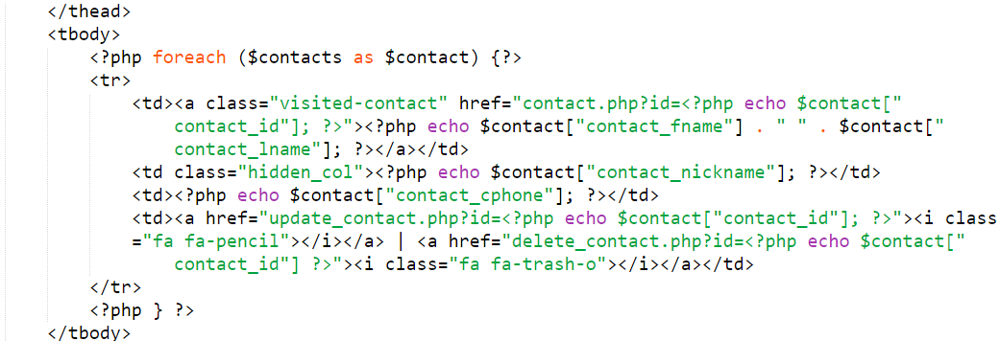 </thead>
<tbody>
<?php foreach ($contacts as $contact) {?>
<tr>
<td><a class="visited-contact" href="contact.php?id=<?php echo $contact["
contact_id"]; ?>"><?php echo $contact["contact_fname"] . " " . $contact["
contact_lname"]; ?></a></td>
<td class="hidden_col"><?php echo $contact["contact_nickname"]; ?></td>
<td><?php echo $contact["contact_cphone"]; ?></td>
<td><a href="update_contact.php?id=<?php echo $contact["contact_id"]; ?>"><i class
="fa fa-pencil"></i></a> | <a href="delete_contact.php?id=<?php echo $contact["
contact_id"] ?>"><i class="fa fa-trash-o"></i></a></td>
</tr>
<?php } ?>
</tbody>